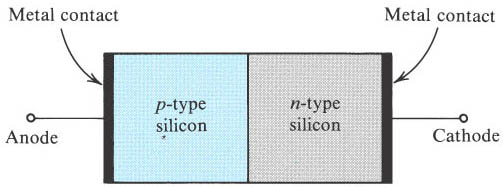 Metal contact
Metal contact
p-type
silicon
n-type
silicon
Anode
Cathode